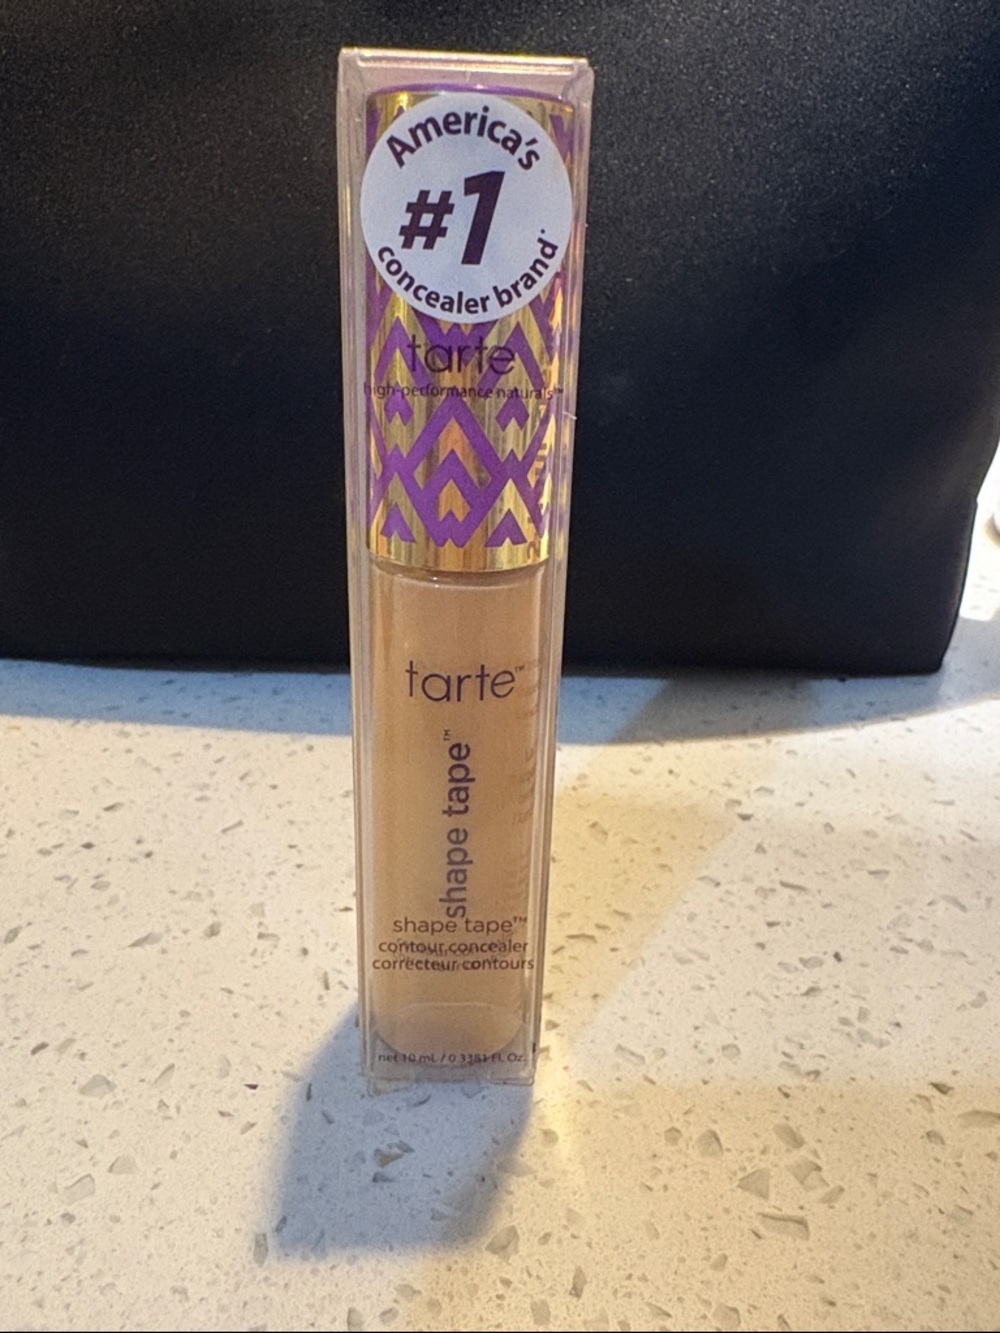 America's
#1
concealer brand*
tarte
high-performance naturals™
tarte™
shape tape™
shape tape™
contour concealer
correcteur contours
net 10 mL / 0.3381 FL Oz.